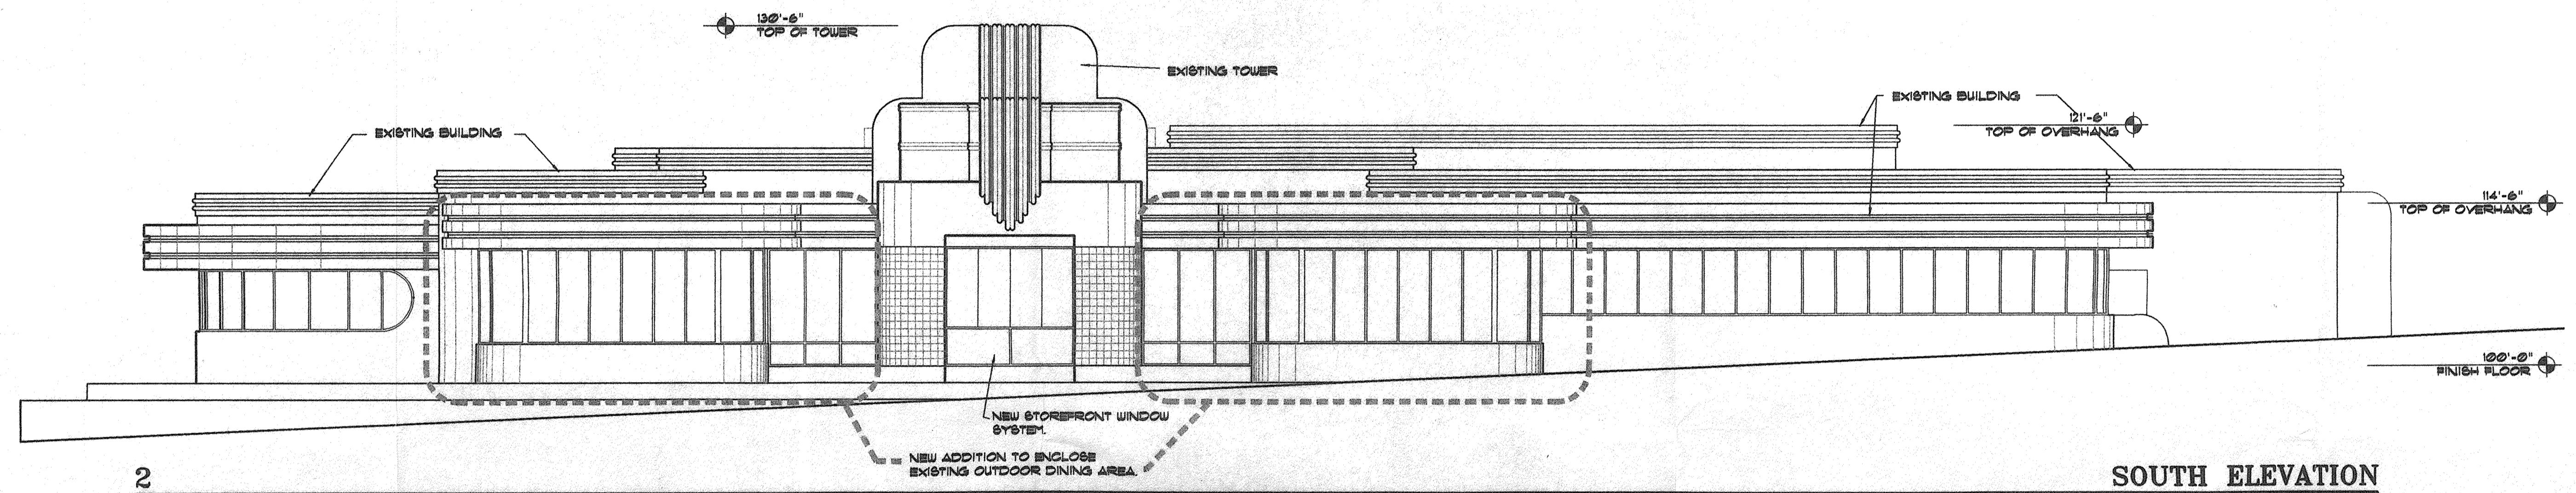 130'-6"
TOP OF TOWER
EXISTING TOWER
EXISTING BUILDING
EXISTING BUILDING
121'-6"
TOP OF OVERHANG
114'-6"
TOP OF OVERHANG
100'-0"
FINISH FLOOR
NEW STOREFRONT WINDOW
SYSTEM.
NEW ADDITION TO ENCLOSE
EXISTING OUTDOOR DINING AREA.
2
SOUTH ELEVATION